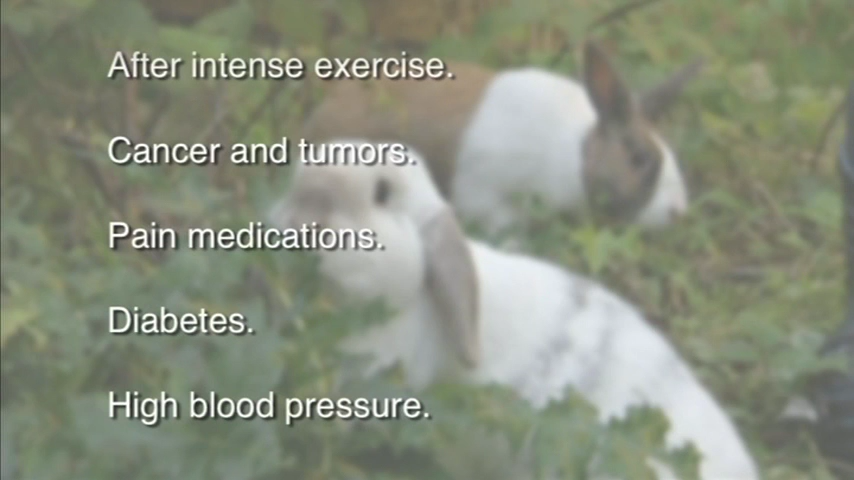 After intense exercise.
Cancer and tumors.
Pain medications.
Diabetes.
High blood pressure.